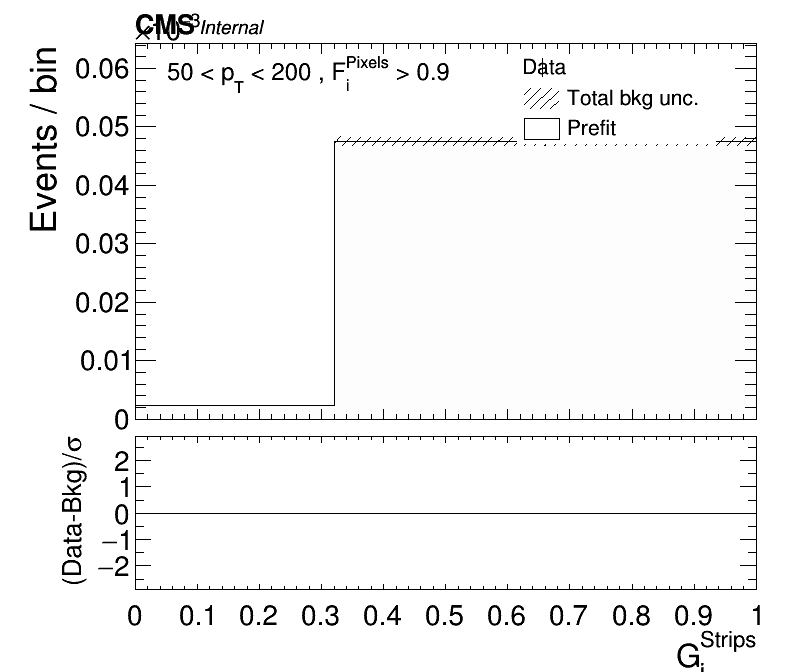 CMS Internal
×10³
Events / bin
50 < p_T < 200 , F_i^Pixels > 0.9
Data
Total bkg unc.
Prefit
0.06
0.05
0.04
0.03
0.02
0.01
0
(Data-Bkg)/σ
2
1
0
−1
−2
0 0.1 0.2 0.3 0.4 0.5 0.6 0.7 0.8 0.9 1
G_i^Strips